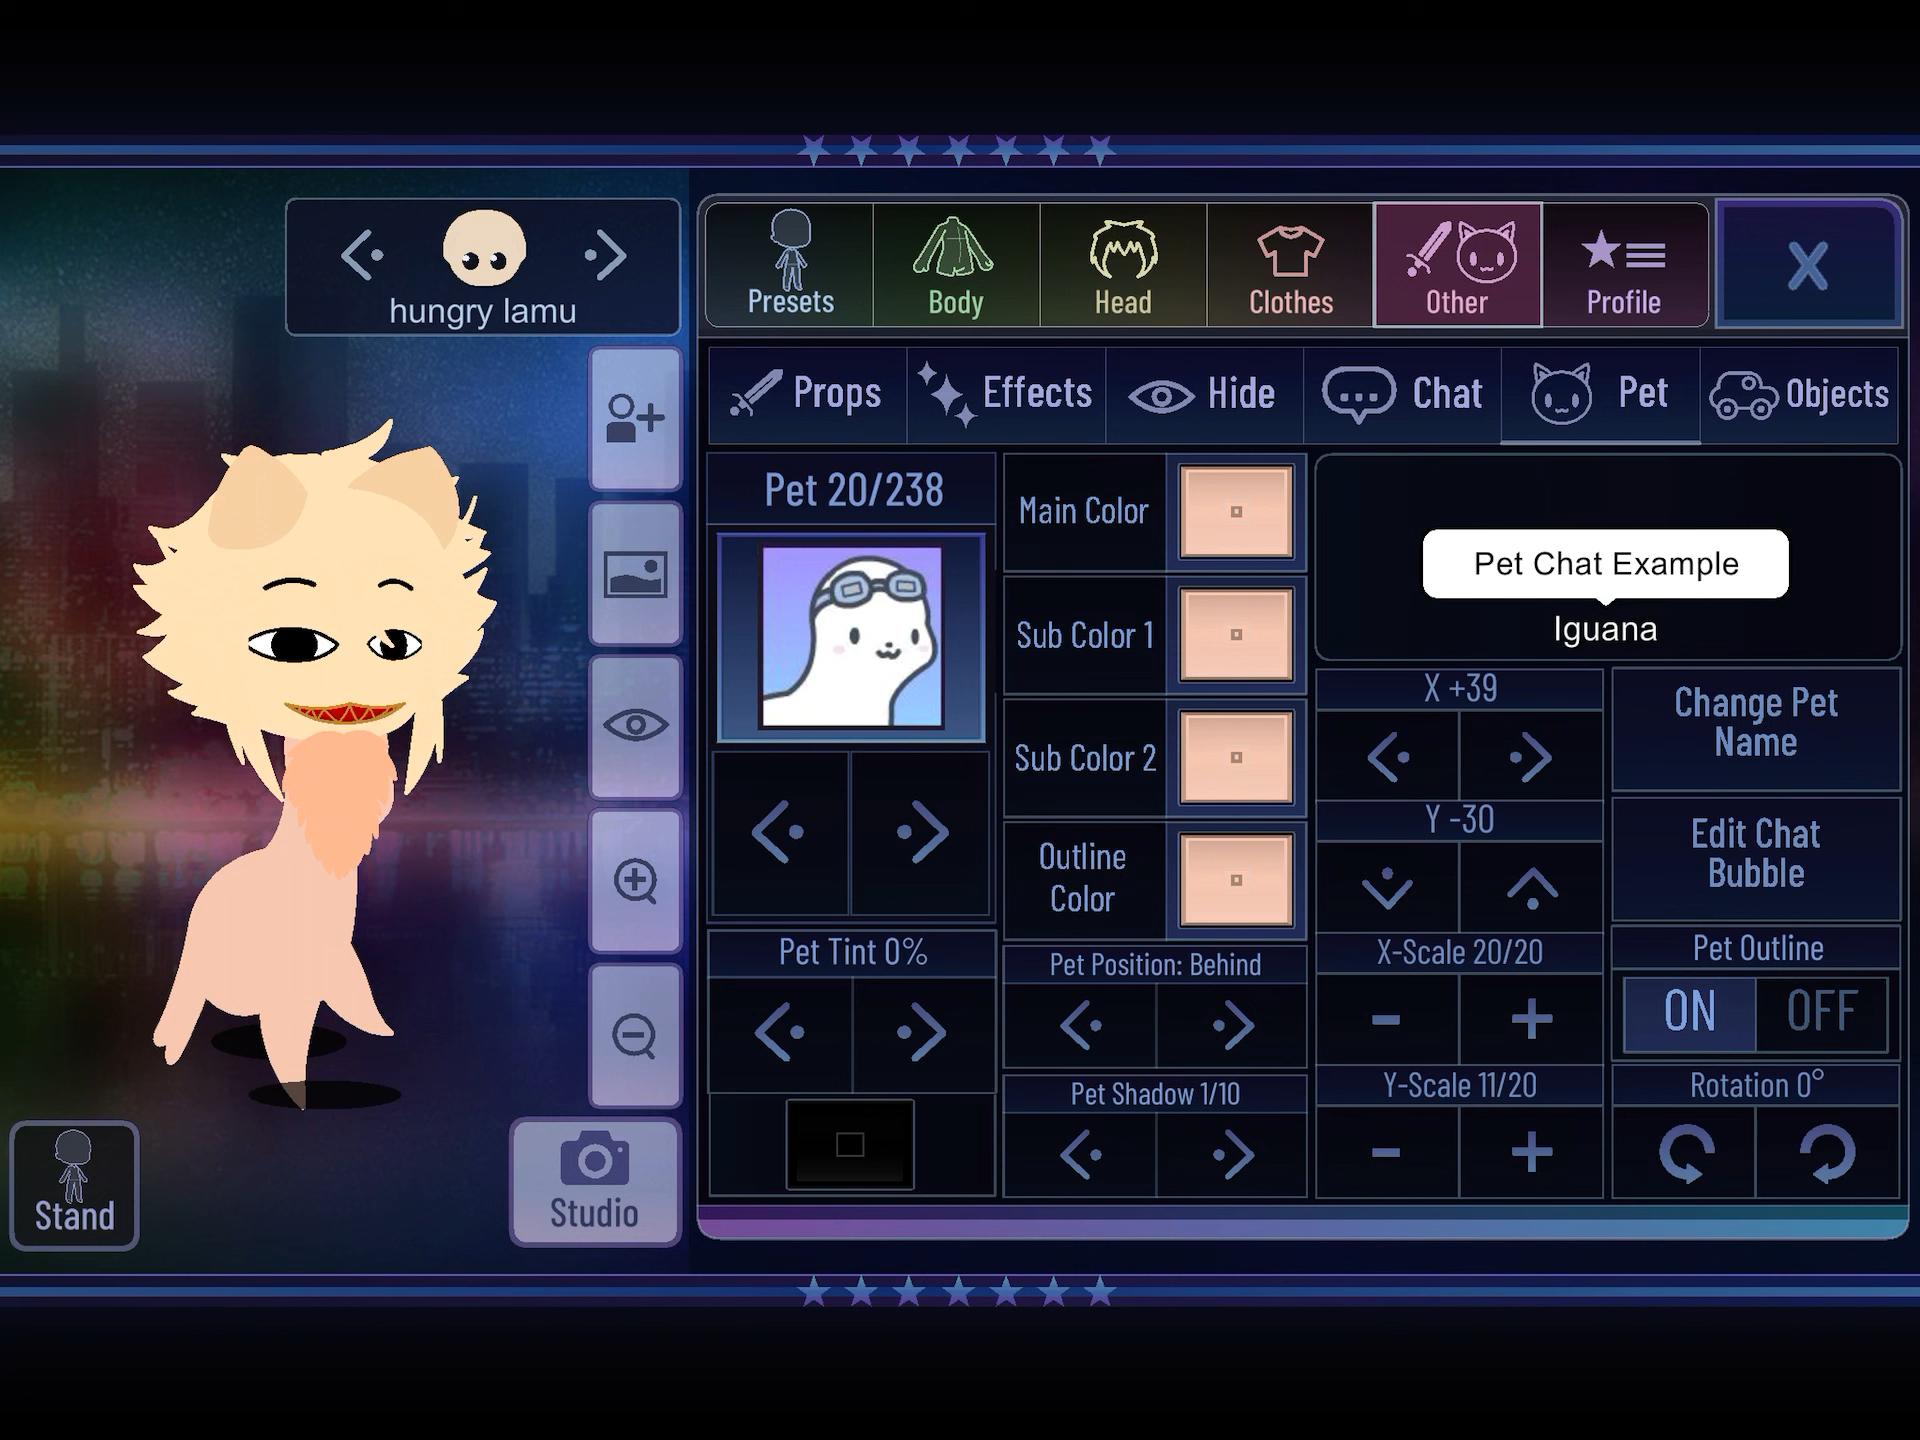 hungry lamu
Presets
Body
Head
Clothes
Other
Profile
X
Props
Effects
Hide
Chat
Pet
Objects
Pet 20/238
Main Color
Sub Color 1
Sub Color 2
Outline
Color
Pet Chat Example
Iguana
X +39
Change Pet
Name
Y -30
Edit Chat
Bubble
Pet Tint 0%
Pet Position: Behind
X-Scale 20/20
Pet Outline
ON OFF
Pet Shadow 1/10
Y-Scale 11/20
Rotation 0°
Stand
Studio